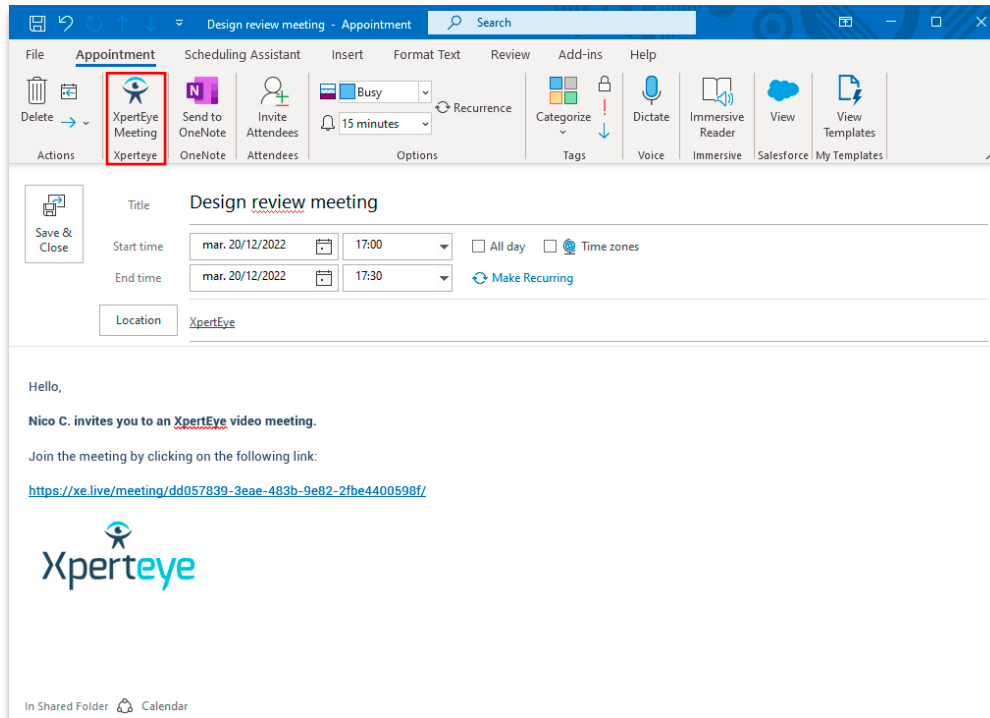 Design review meeting - Appointment
Search
File Appointment Scheduling Assistant Insert Format Text Review Add-ins Help
Delete
XpertEye Meeting
Xperteye
Send to OneNote
OneNote
Invite Attendees
Attendees
Busy
15 minutes
Recurrence
Options
Categorize
Tags
Dictate
Voice
Immersive Reader
Immersive
View
Salesforce
View Templates
My Templates
Actions
Save & Close
Title Design review meeting
Start time mar. 20/12/2022 17:00 All day Time zones
End time mar. 20/12/2022 17:30 Make Recurring
Location XpertEye
Hello,
Nico C. invites you to an XpertEye video meeting.
Join the meeting by clicking on the following link:
https://xe.live/meeting/dd057839-3eae-483b-9e82-2fbe4400598f/
Xperteye
In Shared Folder Calendar